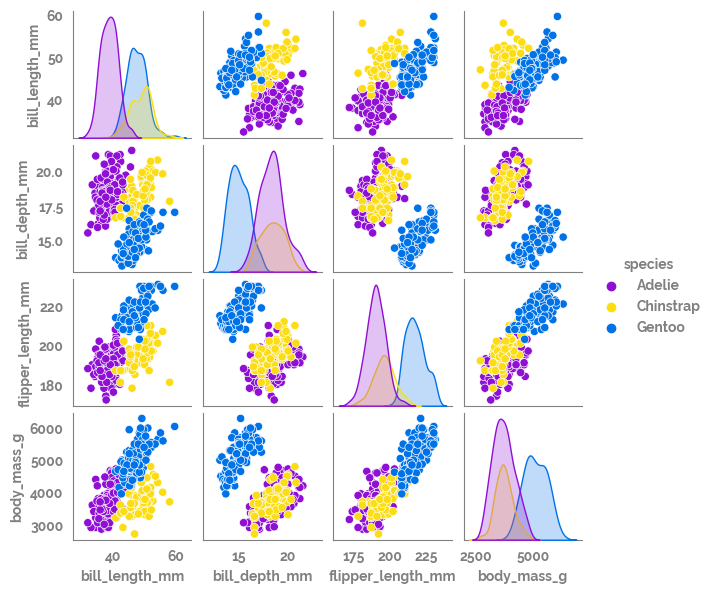 60
50
40
bill_length_mm
20.0
17.5
15.0
bill_depth_mm
220
200
180
flipper_length_mm
6000
5000
4000
3000
body_mass_g
40 60
15 20
175 200 225
2500 5000
bill_length_mm
bill_depth_mm
flipper_length_mm
body_mass_g
species
Adelie
Chinstrap
Gentoo